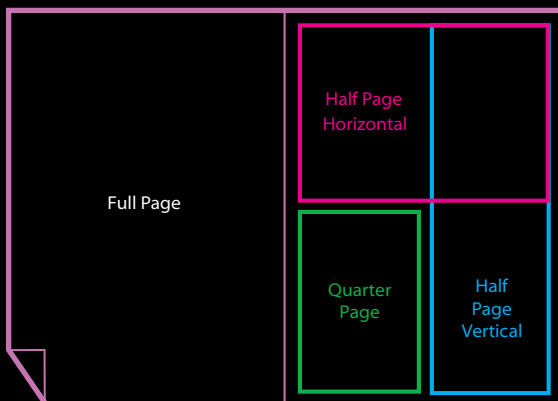 Full Page
Half Page
Horizontal
Quarter
Page
Half
Page
Vertical